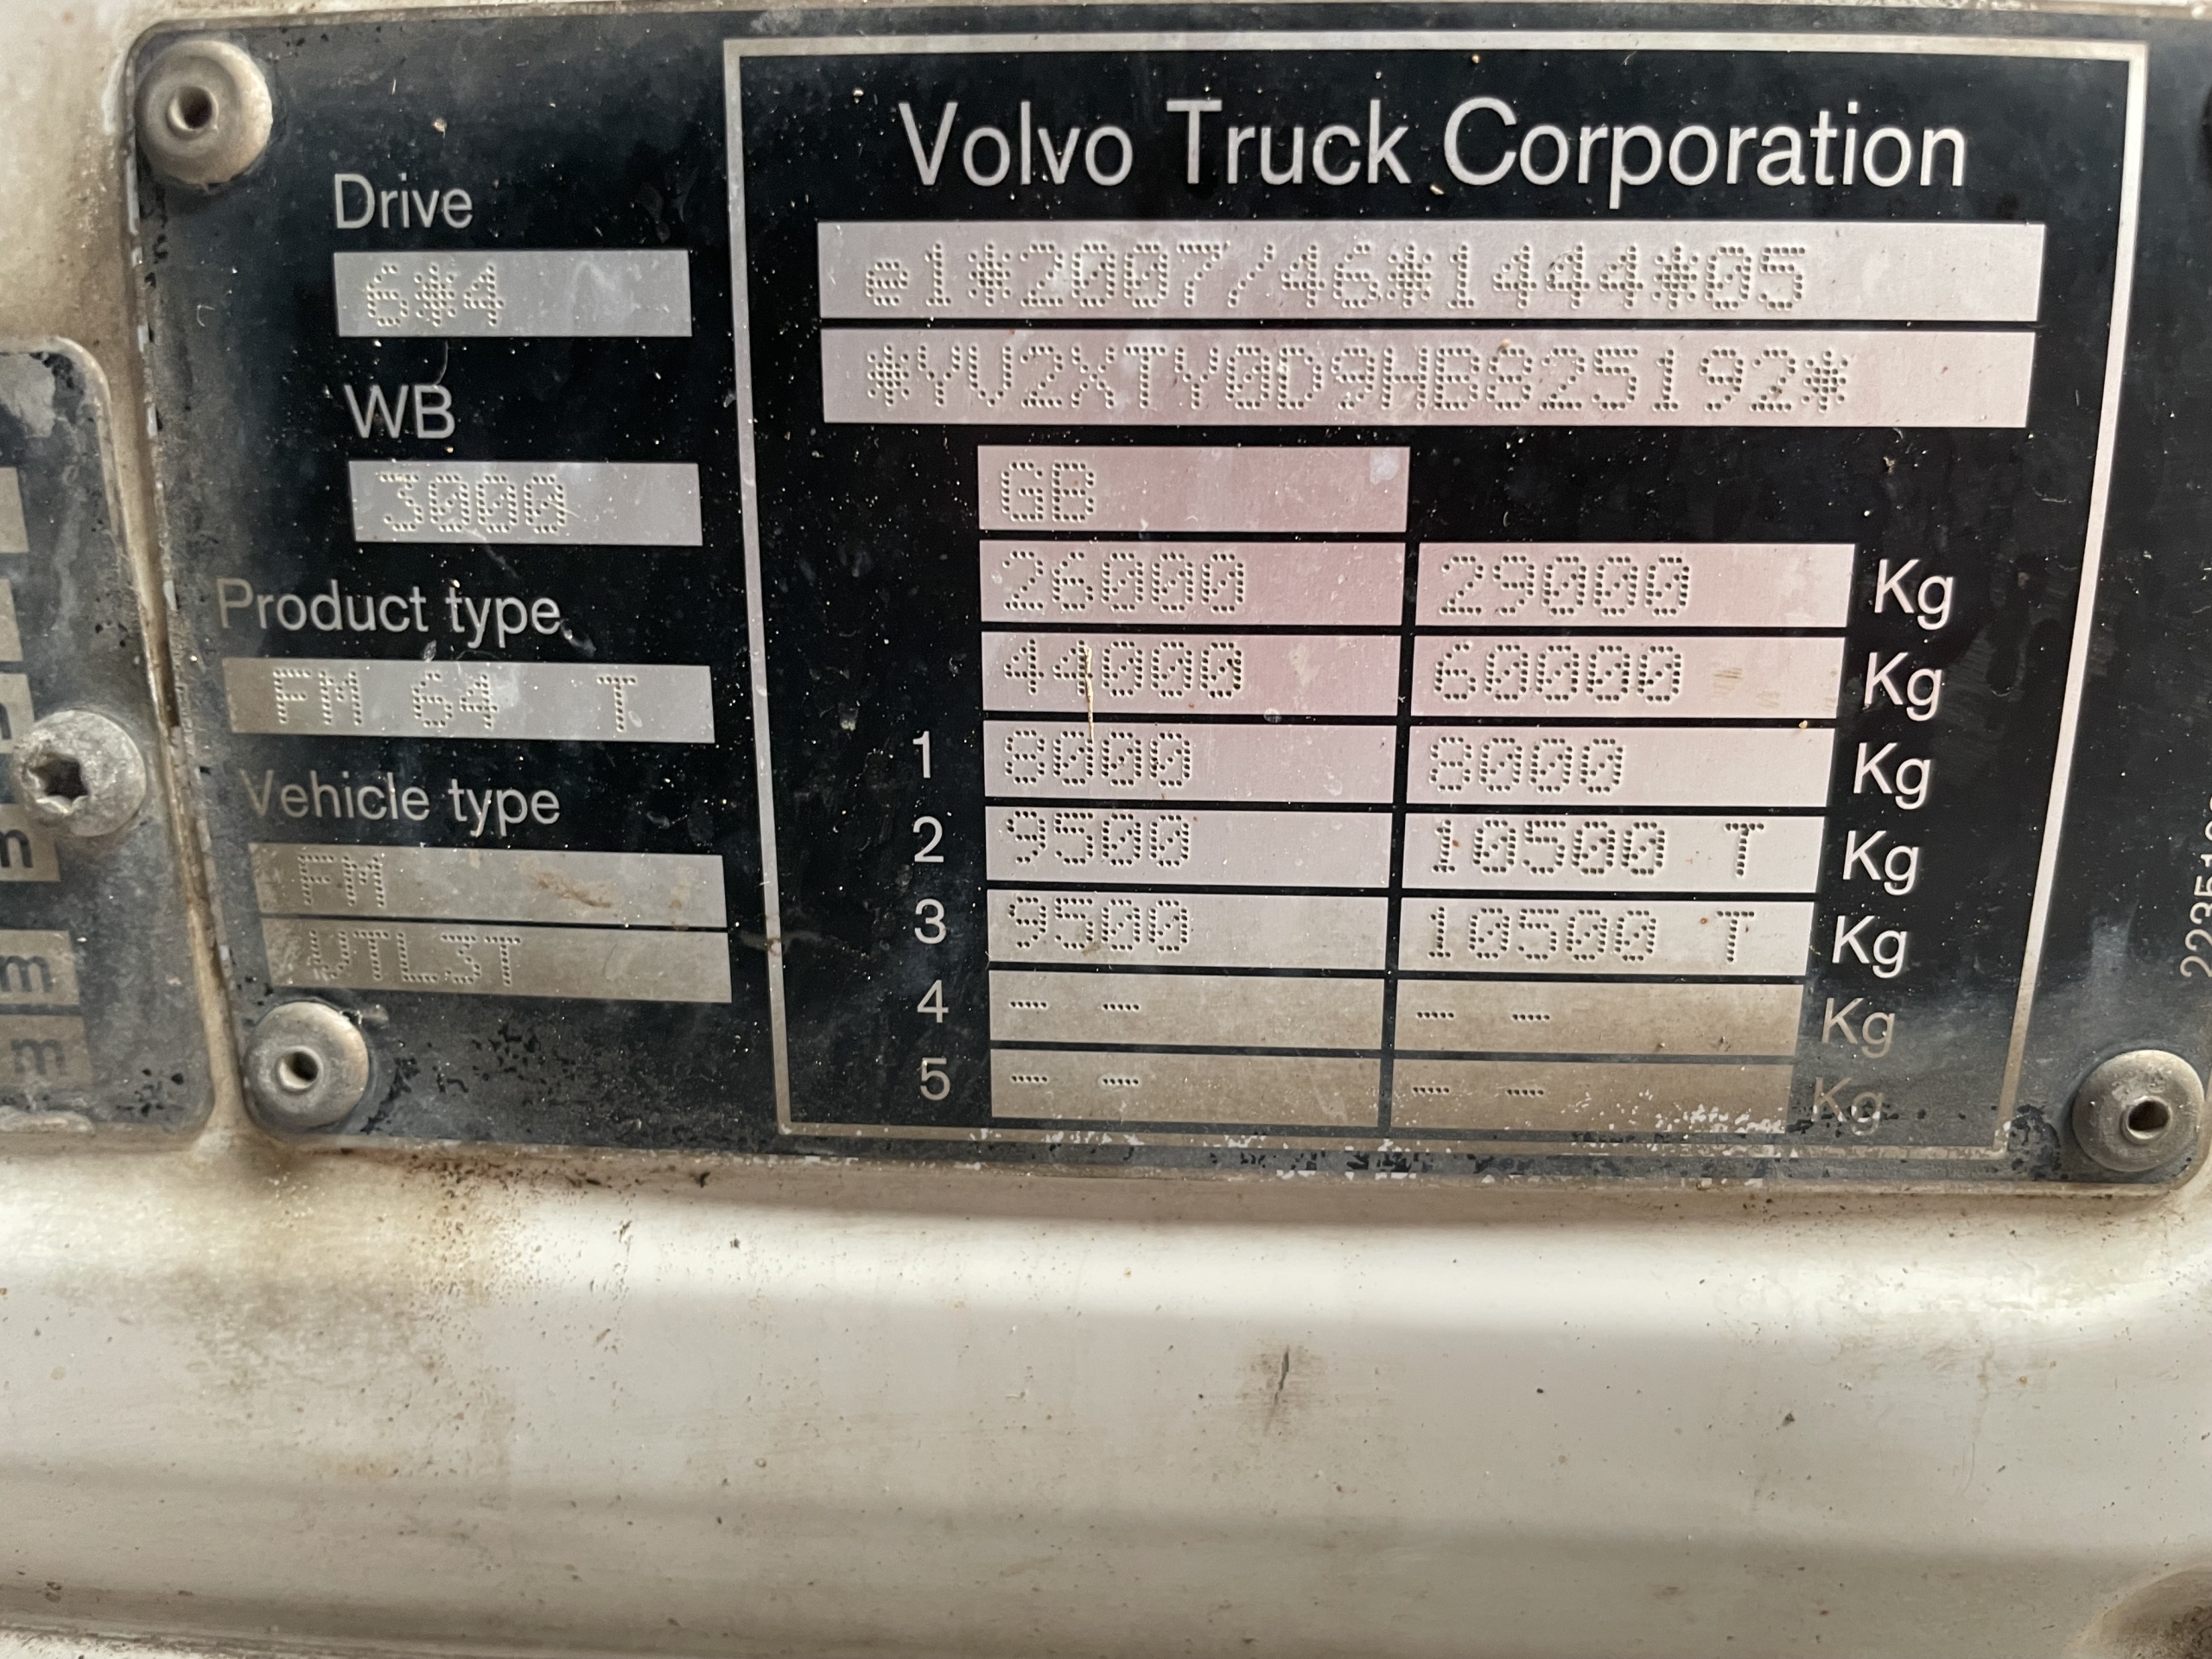 Volvo Truck Corporation
Drive
6*4
WB
3000
Product type
FM 64 T
Vehicle type
FM
VTL3T
e1*2007/46*1444*05
*YV2XTY0D9HB825192*
GB
26000 29000 Kg
44000 60000 Kg
1 8000 8000 Kg
2 9500 10500 T Kg
3 9500 10500 T Kg
4 - - - - Kg
5 - - - - Kg
m
m
m